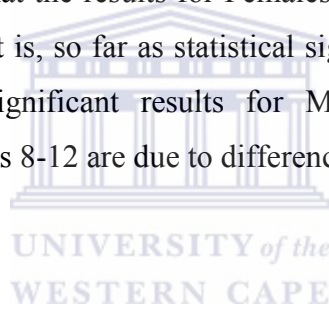 at the results for Females
t is, so far as statistical sig
ignificant results for M
s 8-12 are due to differenc
UNIVERSITY of the
WESTERN CAPE